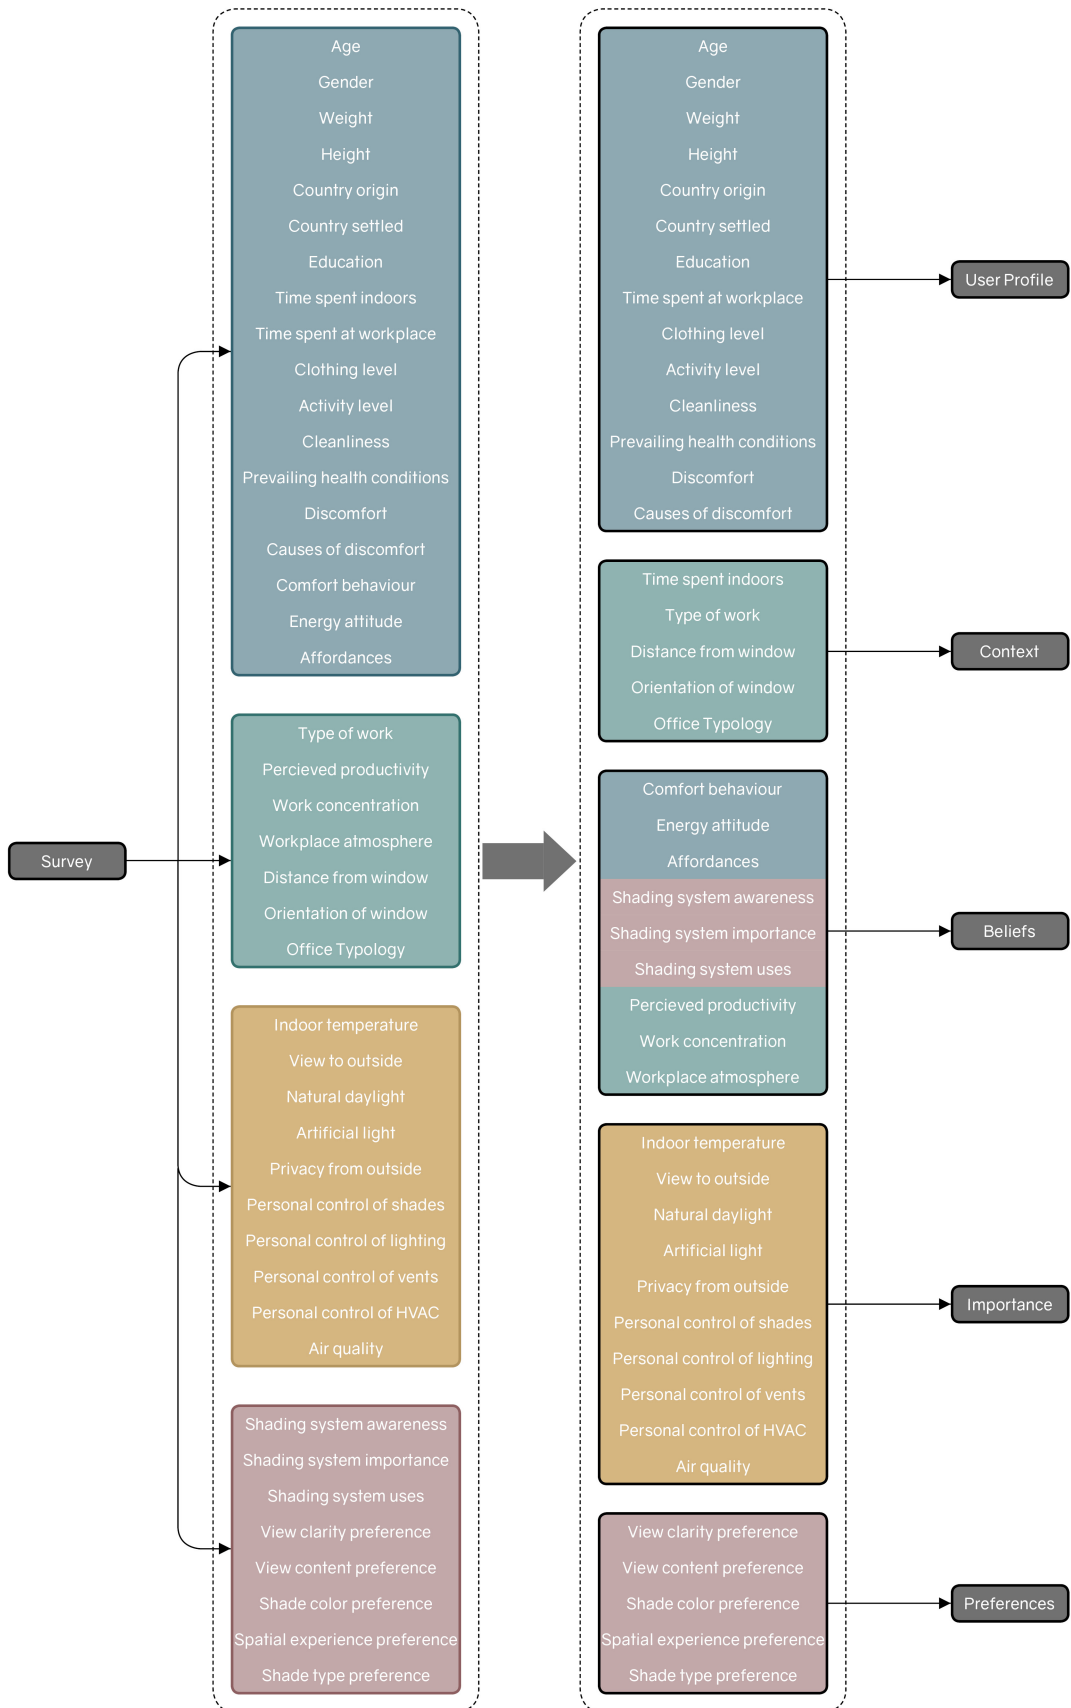 Survey
Age
Gender
Weight
Height
Country origin
Country settled
Education
Time spent indoors
Time spent at workplace
Clothing level
Activity level
Cleanliness
Prevailing health conditions
Discomfort
Causes of discomfort
Comfort behaviour
Energy attitude
Affordances
Type of work
Percieved productivity
Work concentration
Workplace atmosphere
Distance from window
Orientation of window
Office Typology
Indoor temperature
View to outside
Natural daylight
Artificial light
Privacy from outside
Personal control of shades
Personal control of lighting
Personal control of vents
Personal control of HVAC
Air quality
Shading system awareness
Shading system importance
Shading system uses
View clarity preference
View content preference
Shade color preference
Spatial experience preference
Shade type preference
Age
Gender
Weight
Height
Country origin
Country settled
Education
Time spent at workplace
Clothing level
Activity level
Cleanliness
Prevailing health conditions
Discomfort
Causes of discomfort
User Profile
Time spent indoors
Type of work
Distance from window
Orientation of window
Office Typology
Context
Comfort behaviour
Energy attitude
Affordances
Shading system awareness
Shading system importance
Shading system uses
Percieved productivity
Work concentration
Workplace atmosphere
Beliefs
Indoor temperature
View to outside
Natural daylight
Artificial light
Privacy from outside
Personal control of shades
Personal control of lighting
Personal control of vents
Personal control of HVAC
Air quality
Importance
View clarity preference
View content preference
Shade color preference
Spatial experience preference
Shade type preference
Preferences